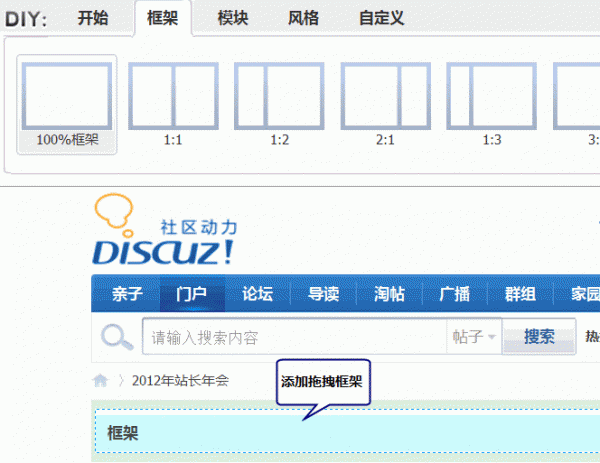 DIY: 开始 框架 模块 风格 自定义
100%框架 1:1 1:2 2:1 1:3 3:
社区动力
DISCUZ!
亲子 门户 论坛 导读 淘帖 广播 群组 家园
请输入搜索内容 帖子 搜索 热
2012年站长年会
添加拖拽框架
框架